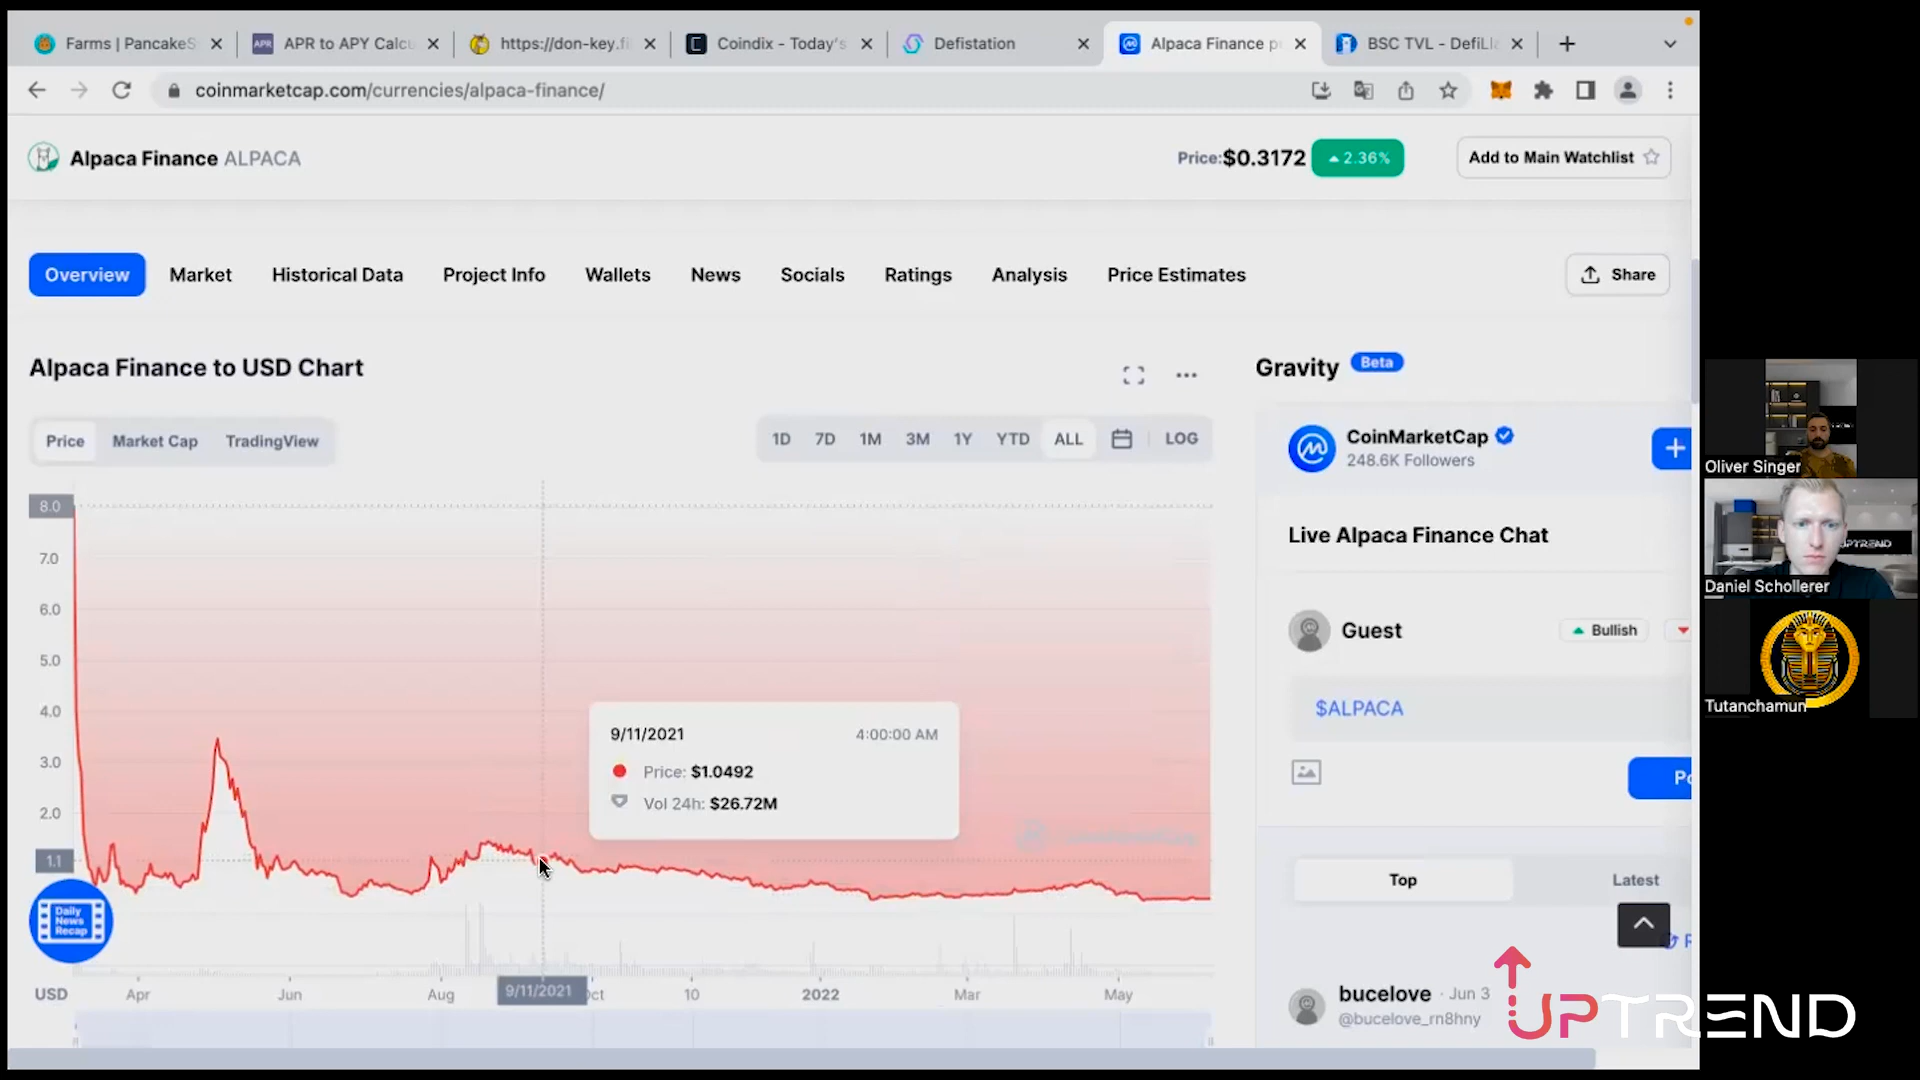 Farms | PancakeS
APR
APR to APY Calcu
https://don-key.fi
Coindix - Today's
Defistation
Alpaca Finance p
BSC TVL - DefiLl
coinmarketcap.com/currencies/alpaca-finance/
Alpaca Finance ALPACA
Price:$0.3172
2.36%
Add to Main Watchlist
Overview
Market
Historical Data
Project Info
Wallets
News
Socials
Ratings
Analysis
Price Estimates
Share
Alpaca Finance to USD Chart
Price
Market Cap
TradingView
1D
7D
1M
3M
1Y
YTD
ALL
LOG
8.0
7.0
6.0
5.0
4.0
3.0
2.0
1.1
9/11/2021
4:00:00 AM
Price: $1.0492
Vol 24h: $26.72M
Daily
News
Recap
USD
Apr
Jun
Aug
9/11/2021
ct
10
2022
Mar
May
Gravity
Beta
CoinMarketCap
248.6K Followers
Live Alpaca Finance Chat
Guest
Bullish
$ALPACA
Po
Top
Latest
R
bucelove · Jun 3
@bucelove_rn8hny
Oliver Singer
UPTREND
Daniel Schollerer
Tutanchamun
UPTREND